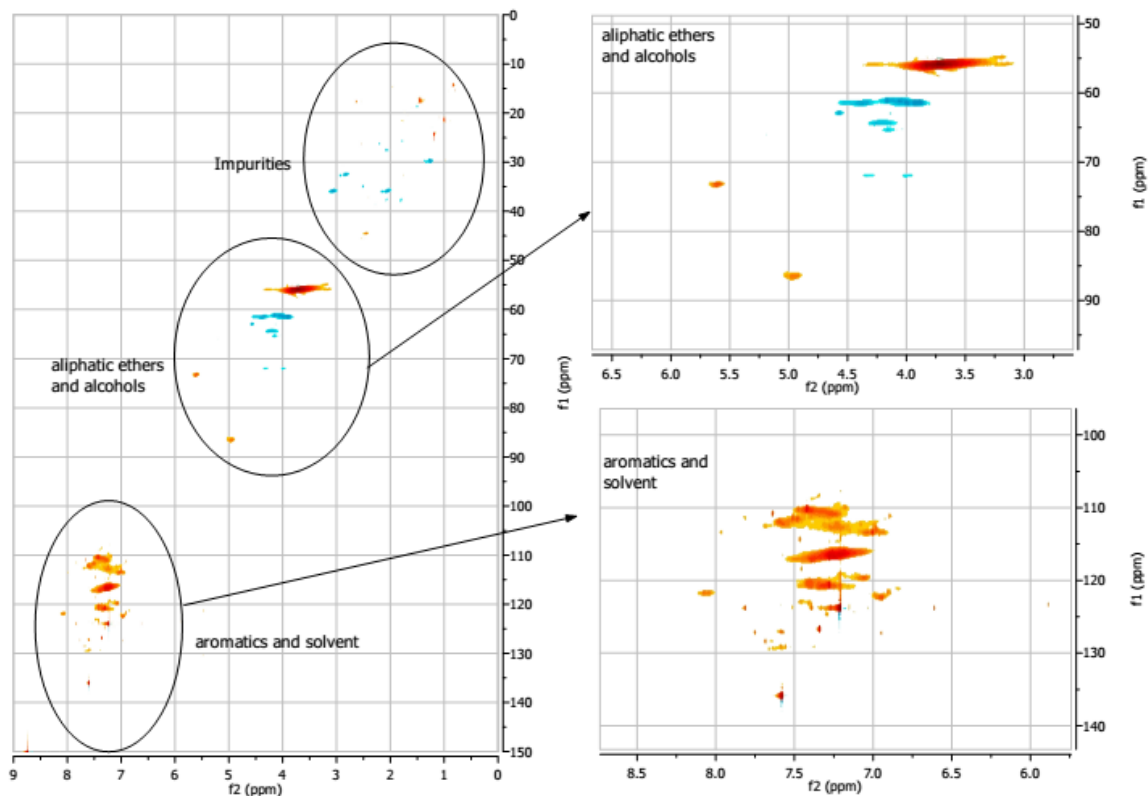 0
10
20
30
40
50
60
70
80
90
100
110
120
130
140
150
f1 (ppm)
9 8 7 6 5 4 3 2 1 0
f2 (ppm)
Impurities
aliphatic ethers
and alcohols
aromatics and solvent
aliphatic ethers
and alcohols
50
60
70
80
90
f1 (ppm)
6.5 6.0 5.5 5.0 4.5 4.0 3.5 3.0
f2 (ppm)
aromatics and
solvent
100
110
120
130
140
f1 (ppm)
8.5 8.0 7.5 7.0 6.5 6.0
f2 (ppm)